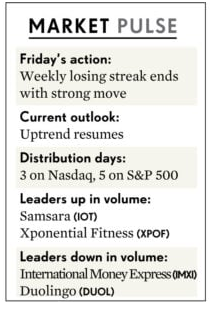 MARKET PULSE
Friday's action:
Weekly losing streak ends
with strong move
Current outlook:
Uptrend resumes
Distribution days:
3 on Nasdaq, 5 on S&P 500
Leaders up in volume:
Samsara (IOT)
Xponential Fitness (XPOF)
Leaders down in volume:
International Money Express (IMXI)
Duolingo (DUOL)